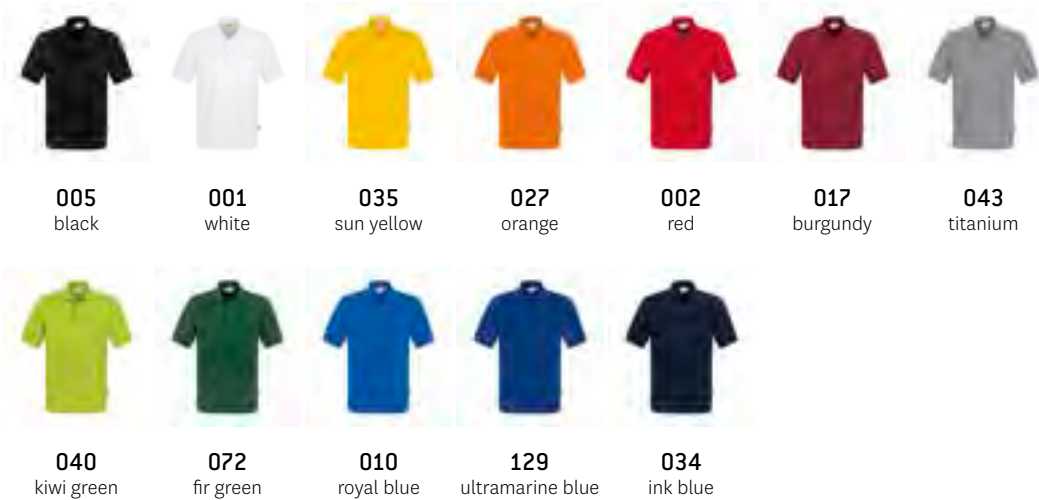 005 001 035 027 002 017 043
black white sun yellow orange red burgundy titanium
040 072 010 129 034
kiwi green fir green royal blue ultramarine blue ink blue